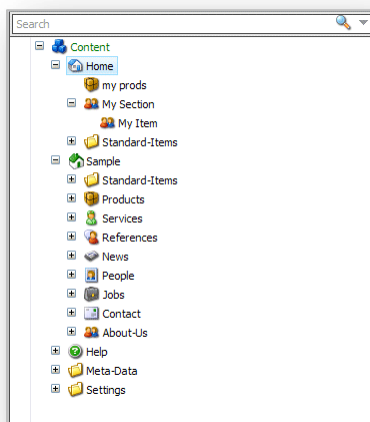 Search
Content
Home
my prods
My Section
My Item
Standard-Items
Sample
Standard-Items
Products
Services
References
News
People
Jobs
Contact
About-Us
Help
Meta-Data
Settings